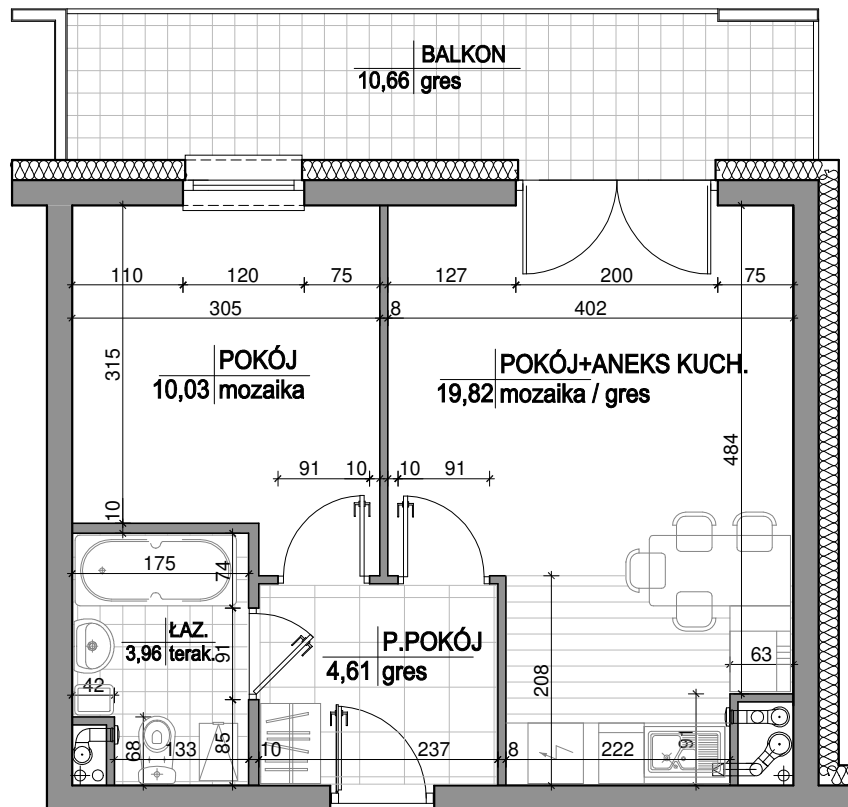 BALKON
10,66 gres
110 120 75 127 200 75
305 8 402
315
POKÓJ
10,03 mozaika
POKÓJ+ANEKS KUCH.
19,82 mozaika / gres
484
91 10 10 91
10
175
74
ŁAZ.
3,96 terak.
91
P.POKÓJ
4,61 gres
208
63
42
68
133
85
10
237
8
222
91